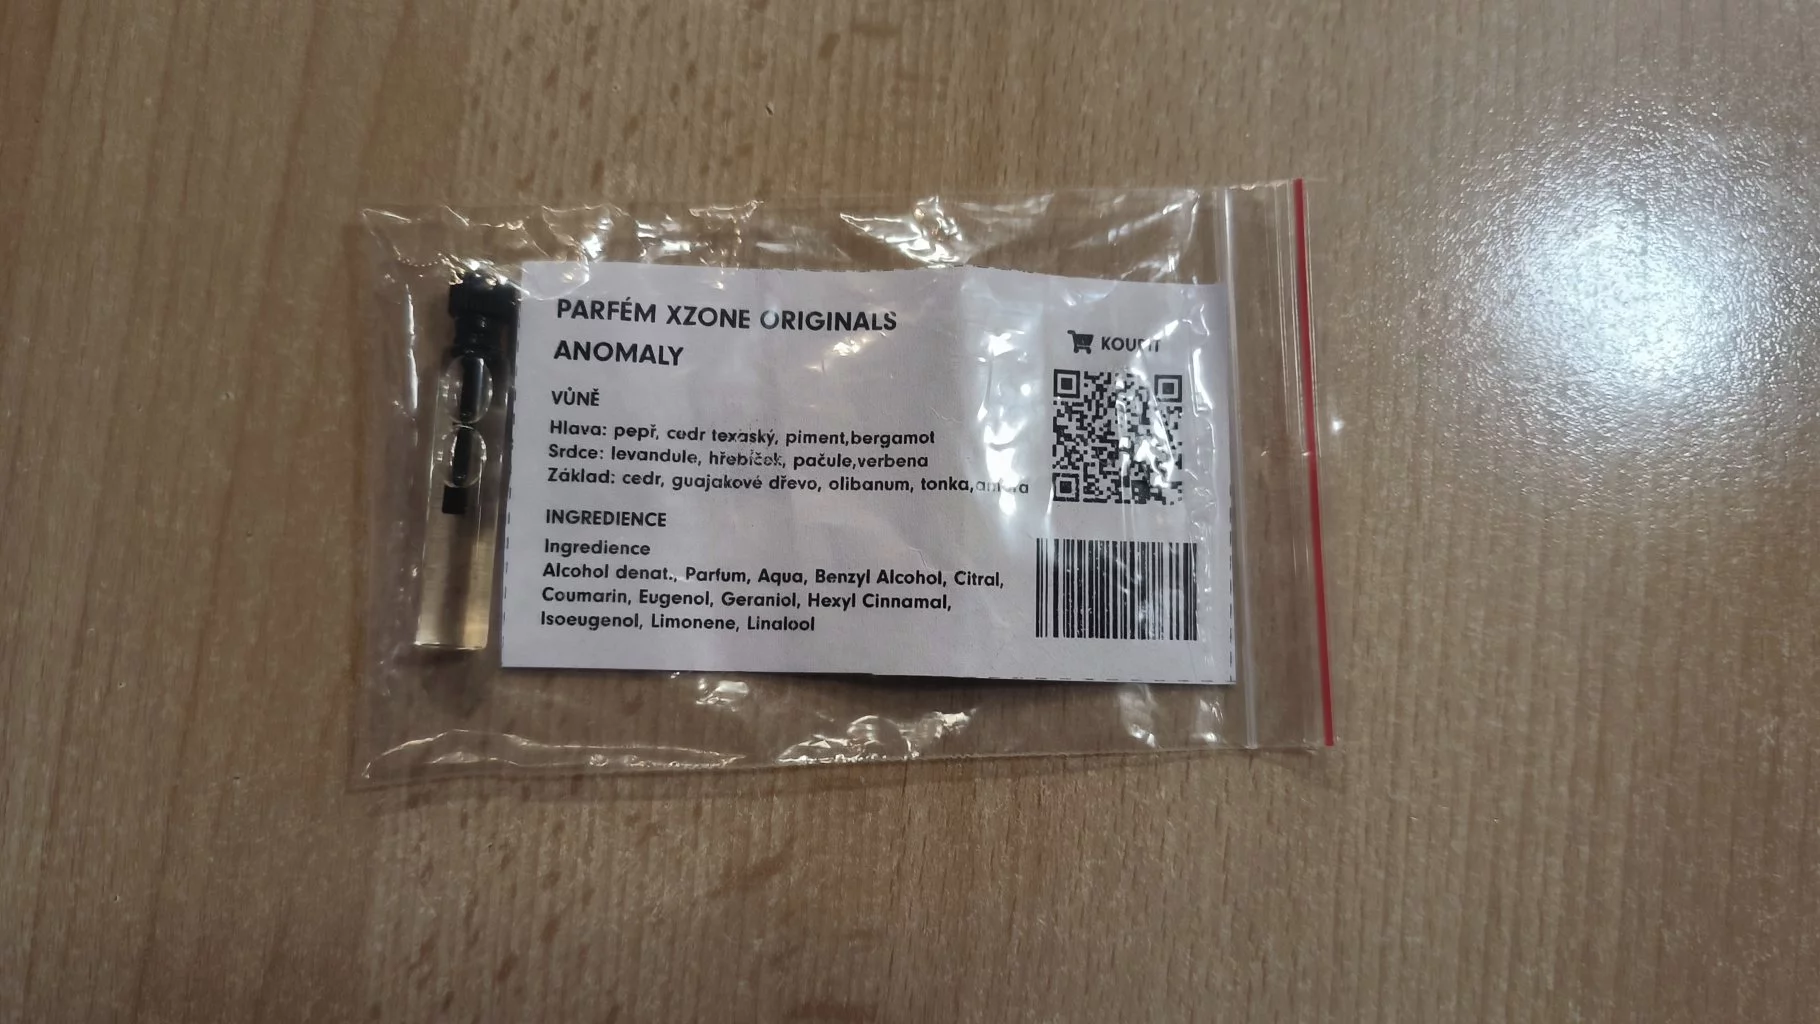 PARFÉM XZONE ORIGINALS
ANOMALY
VŮNĚ
Hlava: pepř, cedr texaský, piment,bergamot
Srdce: levandule, hřebíček, pačule,verbena
Základ: cedr, guajakové dřevo, olibanum, tonka,
INGREDIENCE
Ingredience
Alcohol denat., Parfum, Aqua, Benzyl Alcohol, Citral,
Coumarin, Eugenol, Geraniol, Hexyl Cinnamal,
Isoeugenol, Limonene, Linalool
KOUPIT